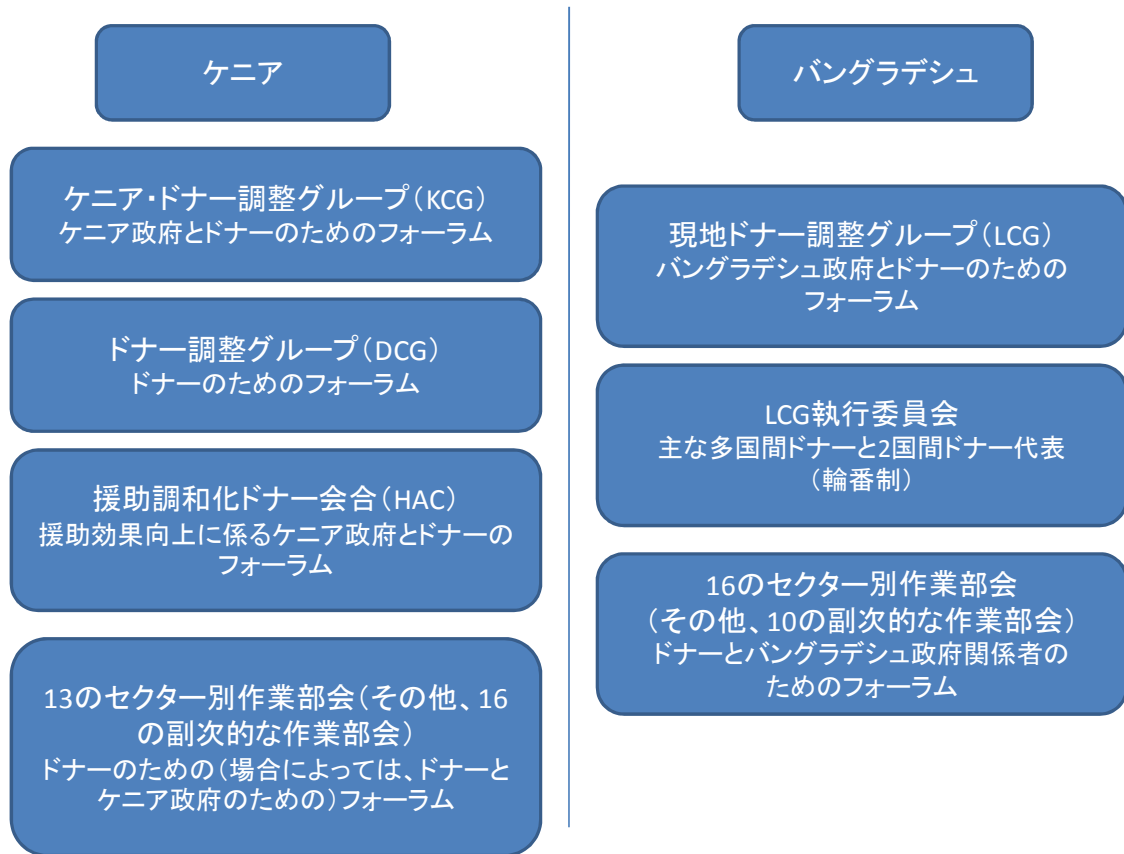 ケニア
ケニア・ドナー調整グループ（KCG）
ケニア政府とドナーのためのフォーラム
ドナー調整グループ（DCG）
ドナーのためのフォーラム
援助調和化ドナー会合（HAC）
援助効果向上に係るケニア政府とドナーの
フォーラム
13のセクター別作業部会（その他、16
の副次的な作業部会）
ドナーのための（場合によっては、ドナーと
ケニア政府のための）フォーラム
バングラデシュ
現地ドナー調整グループ（LCG）
バングラデシュ政府とドナーのための
フォーラム
LCG執行委員会
主な多国間ドナーと2国間ドナー代表
（輪番制）
16のセクター別作業部会
（その他、10の副次的な作業部会）
ドナーとバングラデシュ政府関係者の
ためのフォーラム